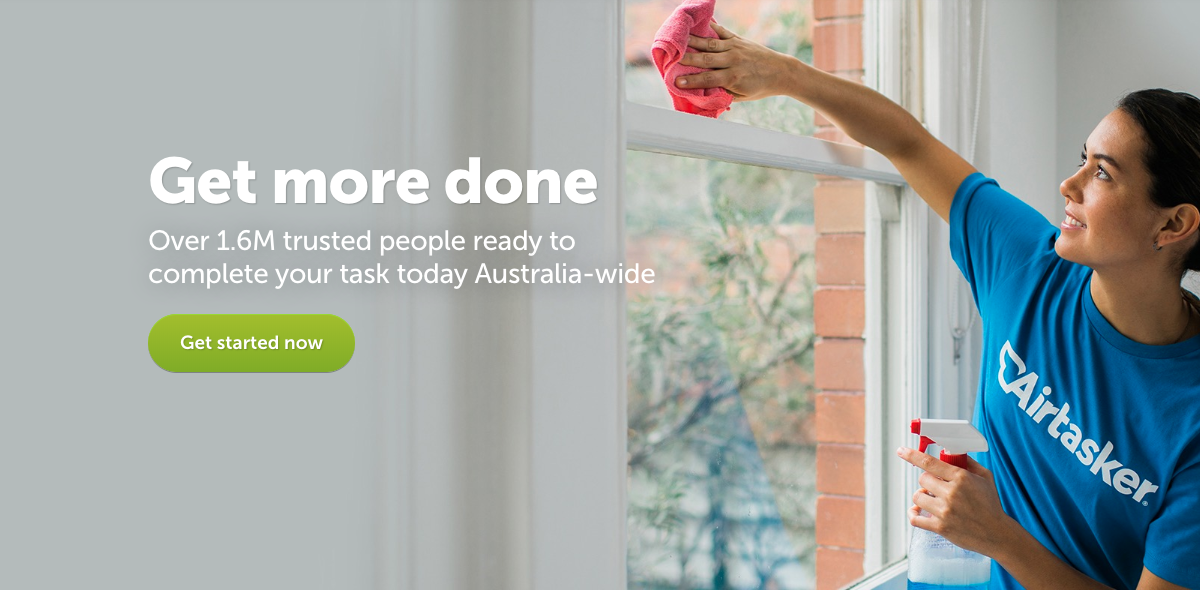 Get more done
Over 1.6M trusted people ready to
complete your task today Australia-wide
Get started now
Airtasker